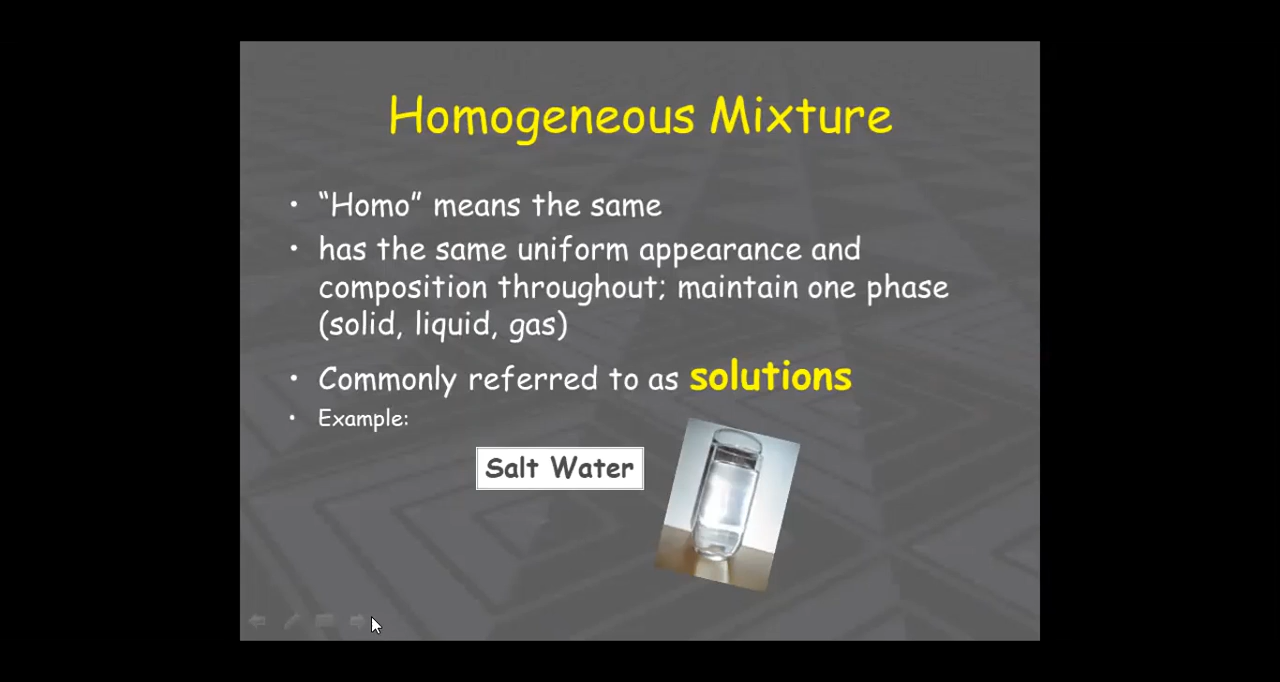 Homogeneous Mixture
• “Homo” means the same
• has the same uniform appearance and
composition throughout; maintain one phase
(solid, liquid, gas)
• Commonly referred to as solutions
• Example:
Salt Water